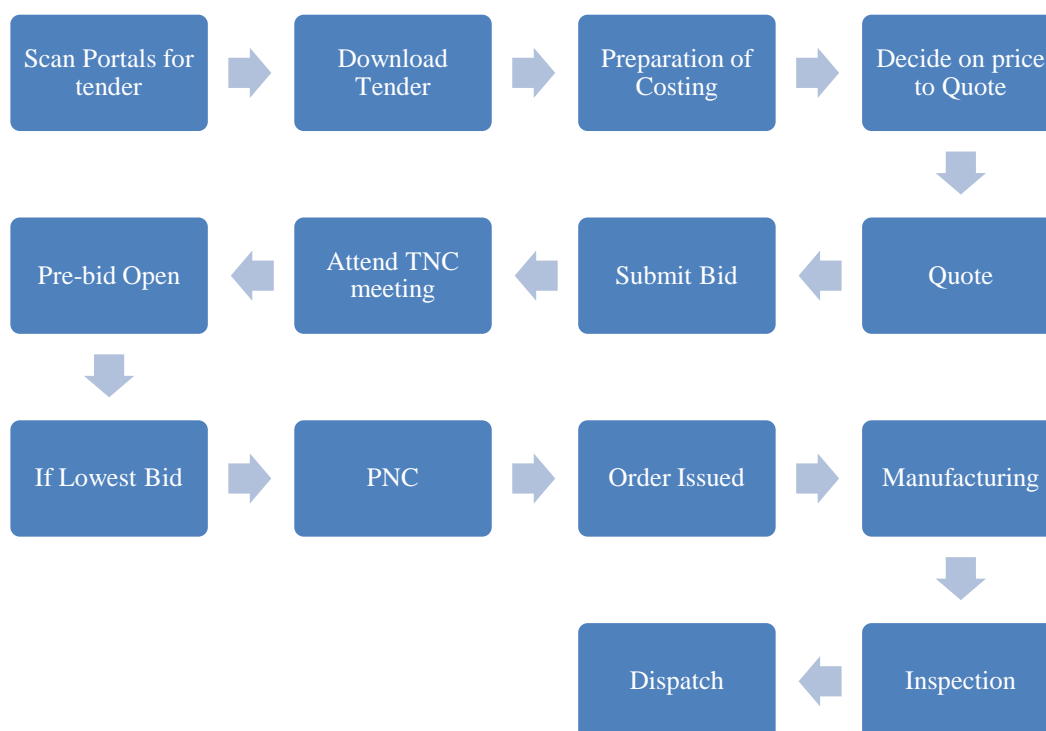 Scan Portals for
tender
Download
Tender
Preparation of
Costing
Decide on price
to Quote
Quote
Submit Bid
Attend TNC
meeting
Pre-bid Open
If Lowest Bid
PNC
Order Issued
Manufacturing
Inspection
Dispatch